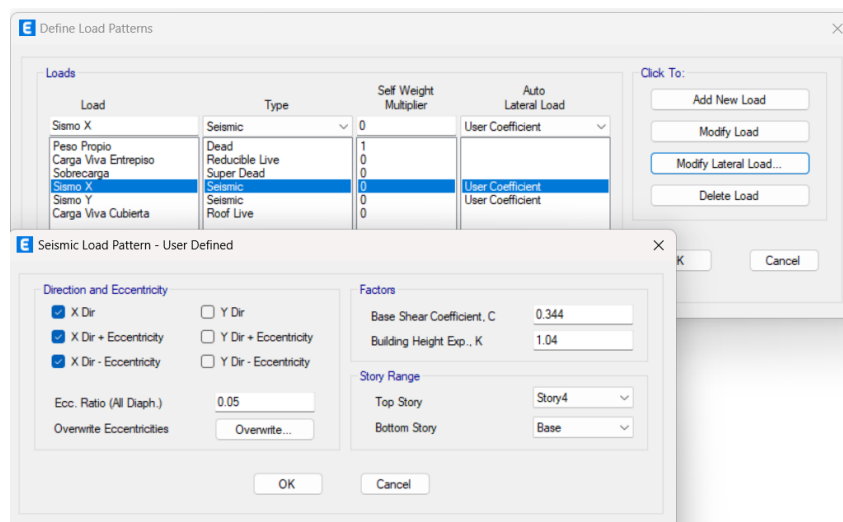 E Define Load Patterns
Loads
Click To:
Load Type Self Weight Multiplier Auto Lateral Load
Sismo X Seismic 0 User Coefficient
Add New Load
Peso Propio Dead 1
Carga Viva Entrepiso Reducible Live 0
Sobrecarga Super Dead 0
Sismo X Seismic 0 User Coefficient
Sismo Y Seismic 0 User Coefficient
Carga Viva Cubierta Roof Live 0
Modify Load
Modify Lateral Load...
Delete Load
K Cancel
E Seismic Load Pattern - User Defined
Direction and Eccentricity
X Dir Y Dir
X Dir + Eccentricity Y Dir + Eccentricity
X Dir - Eccentricity Y Dir - Eccentricity
Ecc. Ratio (All Diaph.) 0.05
Overwrite Eccentricities Overwrite...
Factors
Base Shear Coefficient, C 0.344
Building Height Exp., K 1.04
Story Range
Top Story Story4
Bottom Story Base
OK Cancel